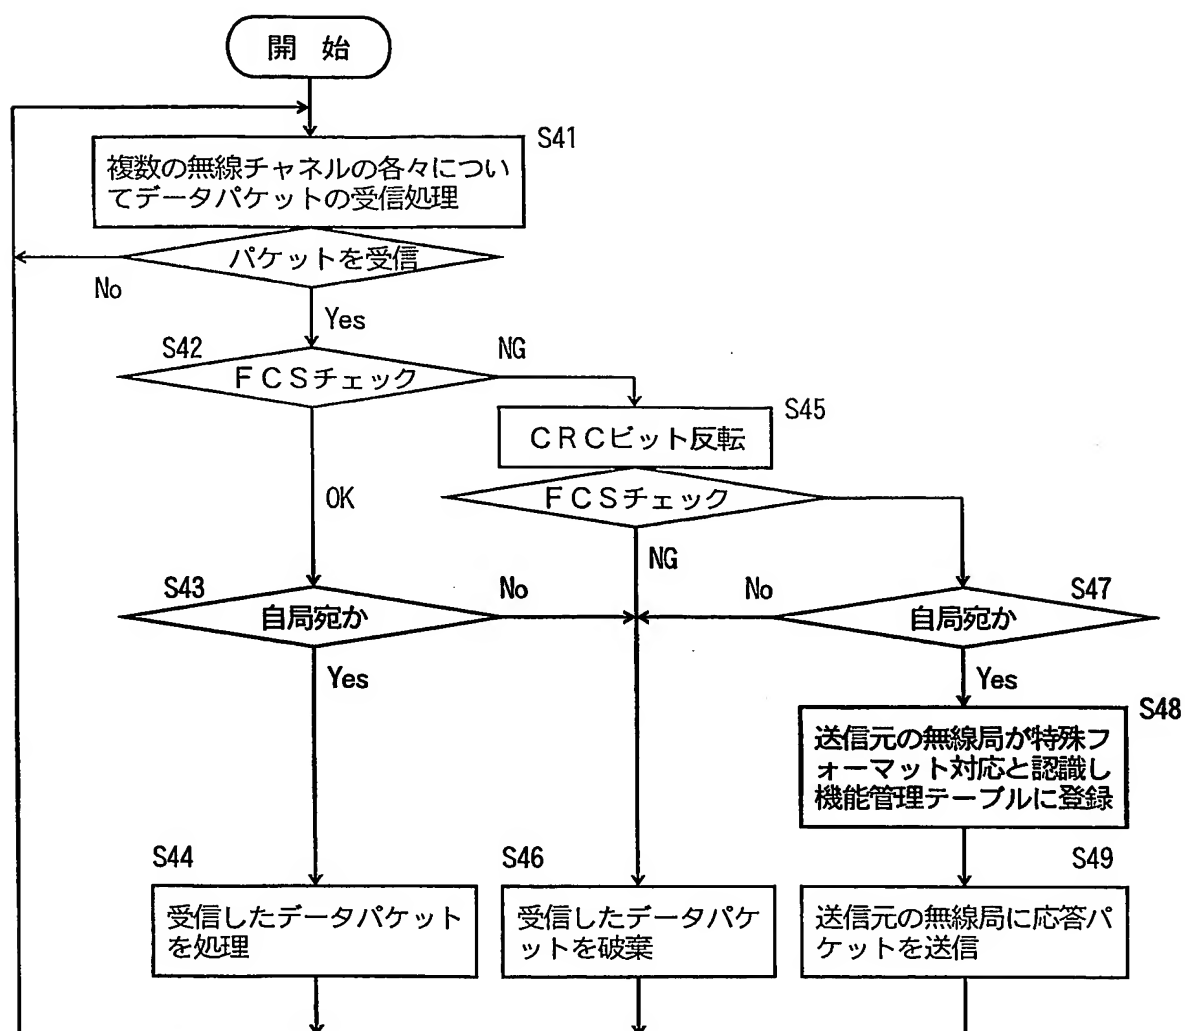 開 始
S41
複数の無線チャネルの各々につい
てデータパケットの受信処理
パケットを受信
No
Yes
S42
NG
FCSチェック
S45
CRCビット反転
OK
FCSチェック
NG
S43
No
No
S47
自局宛か
自局宛か
Yes
Yes
S48
送信元の無線局が特殊フ
ォーマット対応と認識し
機能管理テーブルに登録
S44
S46
S49
受信したデータパケット
を処理
受信したデータパケ
ットを破棄
送信元の無線局に応答パ
ケットを送信